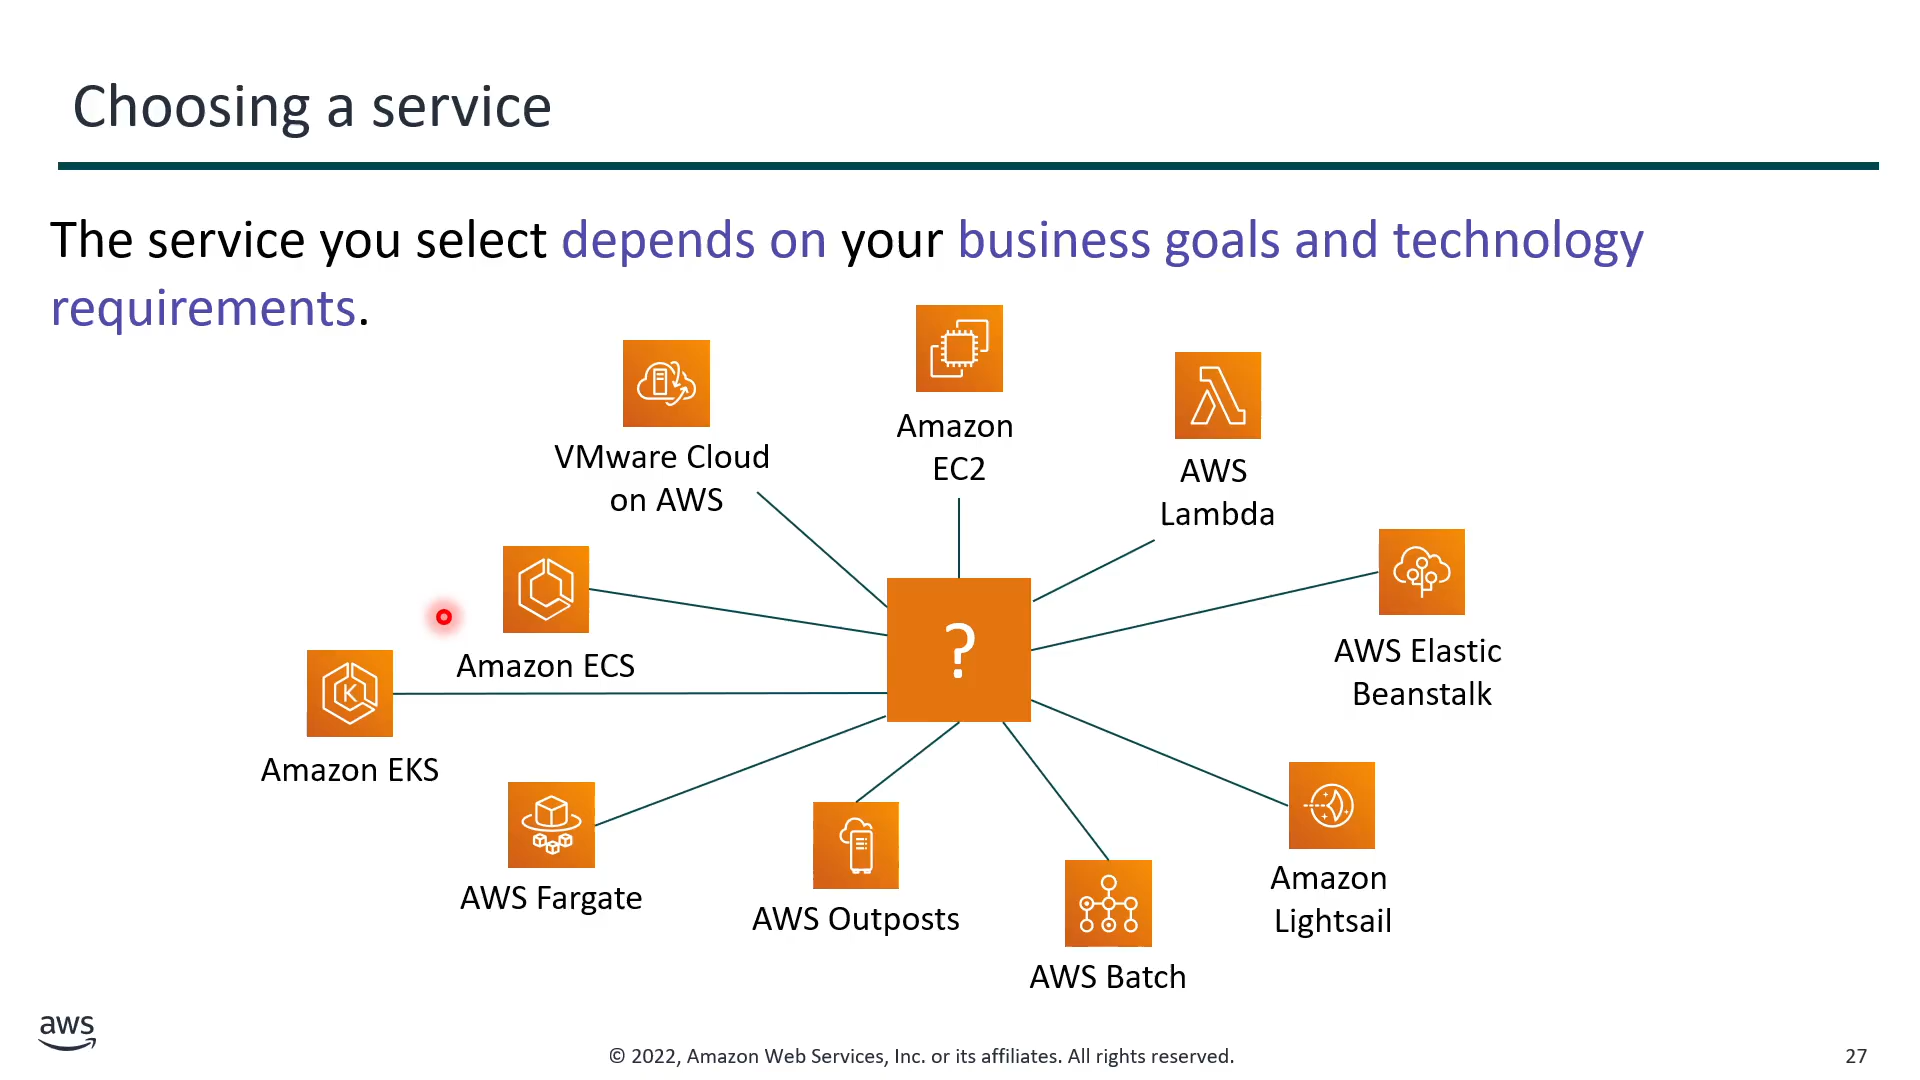 Choosing a service
The service you select depends on your business goals and technology
requirements.
VMware Cloud
on AWS
Amazon
EC2
AWS
Lambda
Amazon ECS
?
AWS Elastic
Beanstalk
K
Amazon EKS
AWS Fargate
AWS Outposts
AWS Batch
Amazon
Lightsail
aws
© 2022, Amazon Web Services, Inc. or its affiliates. All rights reserved.
27